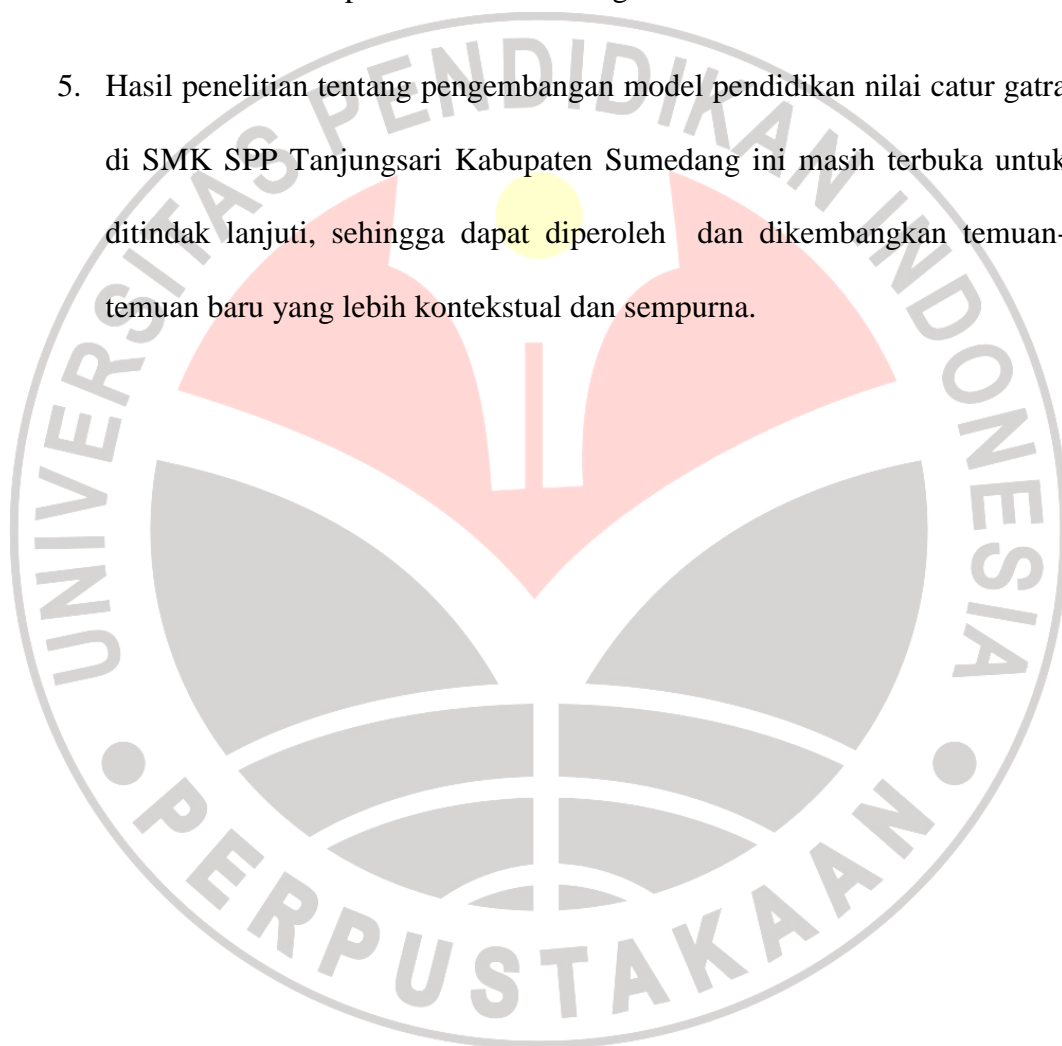 5. Hasil penelitian tentang pengembangan model pendidikan nilai catur gatra
di SMK SPP Tanjungsari Kabupaten Sumedang ini masih terbuka untuk
ditindak lanjuti, sehingga dapat diperoleh dan dikembangkan temuan-
temuan baru yang lebih kontekstual dan sempurna.
UNIVERSITAS PENDIDIKAN INDONESIA
PERPUSTAKAAN